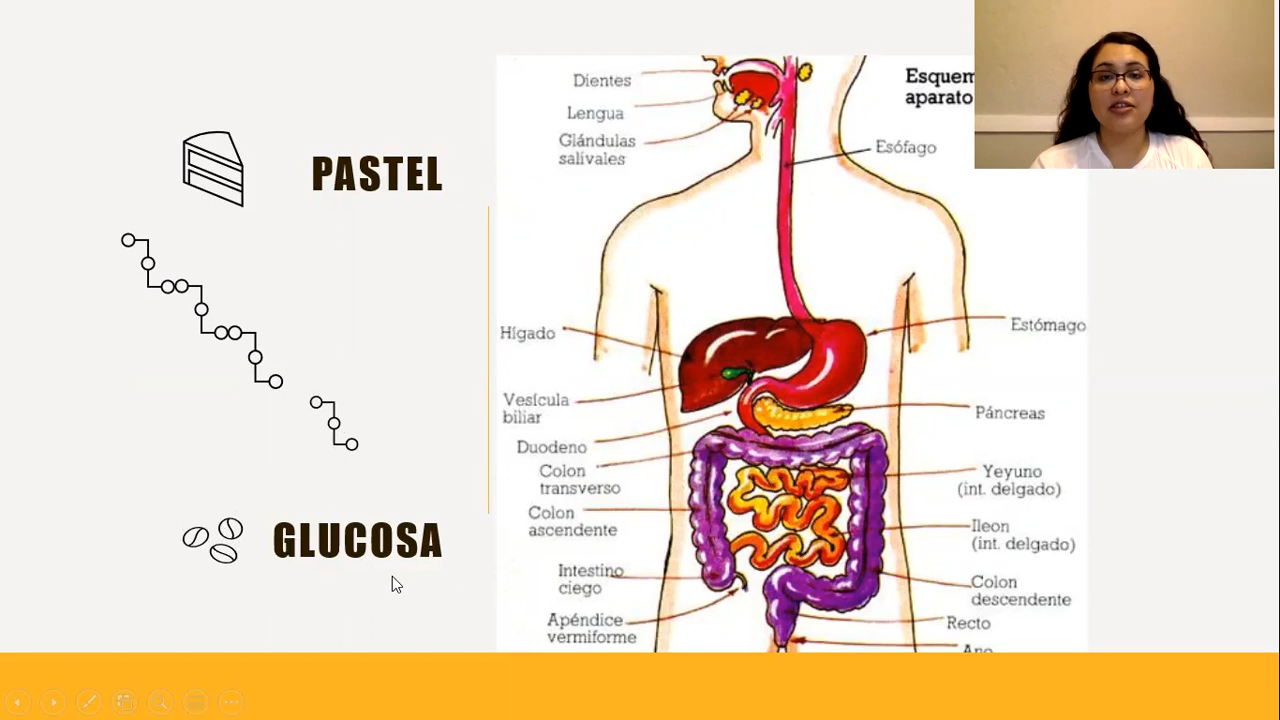 PASTEL
GLUCOSA
Esquem
aparato
Dientes
Lengua
Glándulas
salivales
Esófago
Hígado
Estómago
Vesícula
biliar
Páncreas
Duodeno
Colon
transverso
Yeyuno
(int. delgado)
Colon
ascendente
Ileon
(int. delgado)
Intestino
ciego
Colon
descendente
Apéndice
vermiforme
Recto
Ano